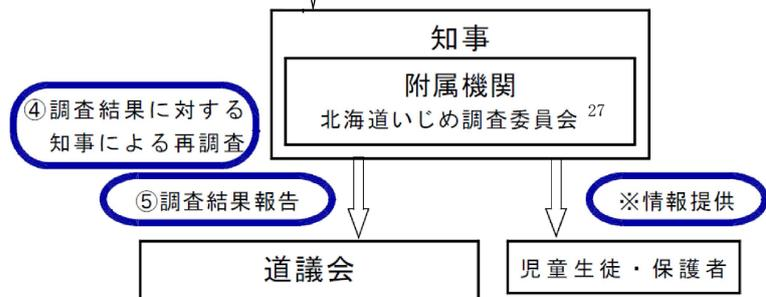 知事
附属機関
北海道いじめ調査委員会 27
④調査結果に対する
知事による再調査
⑤調査結果報告
※情報提供
道議会
児童生徒・保護者